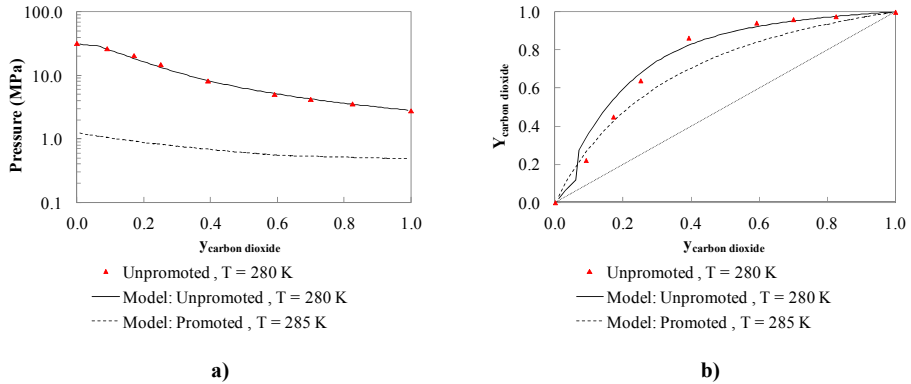 100.0
10.0
1.0
0.1
Pressure (MPa)
0.0 0.2 0.4 0.6 0.8 1.0
y carbon dioxide
Unpromoted , T = 280 K
Model: Unpromoted , T = 280 K
Model: Promoted , T = 285 K
a)
1.0
0.8
0.6
0.4
0.2
0.0
Y carbon dioxide
0.0 0.2 0.4 0.6 0.8 1.0
y carbon dioxide
Unpromoted , T = 280 K
Model: Unpromoted , T = 280 K
Model: Promoted , T = 285 K
b)